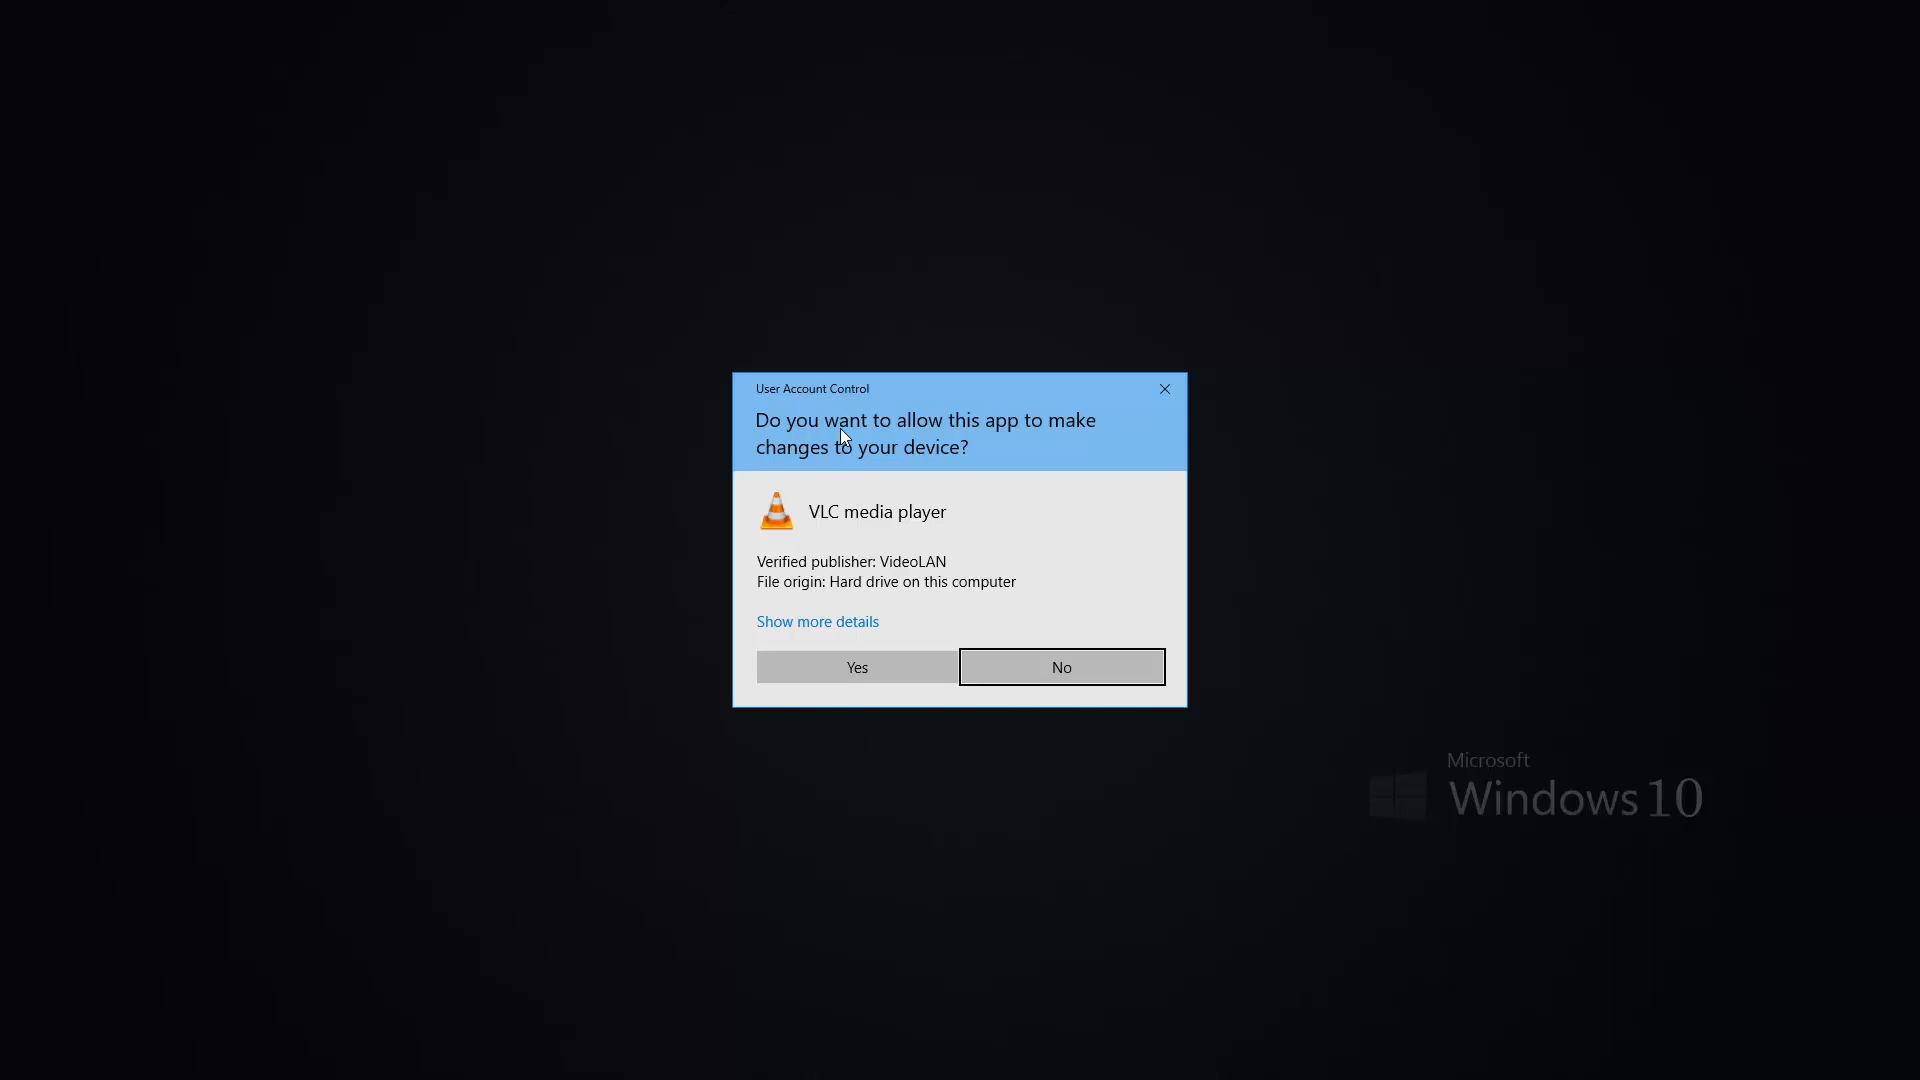 User Account Control
Do you want to allow this app to make
changes to your device?
VLC media player
Verified publisher: VideoLAN
File origin: Hard drive on this computer
Show more details
Yes
No
Microsoft
Windows 10